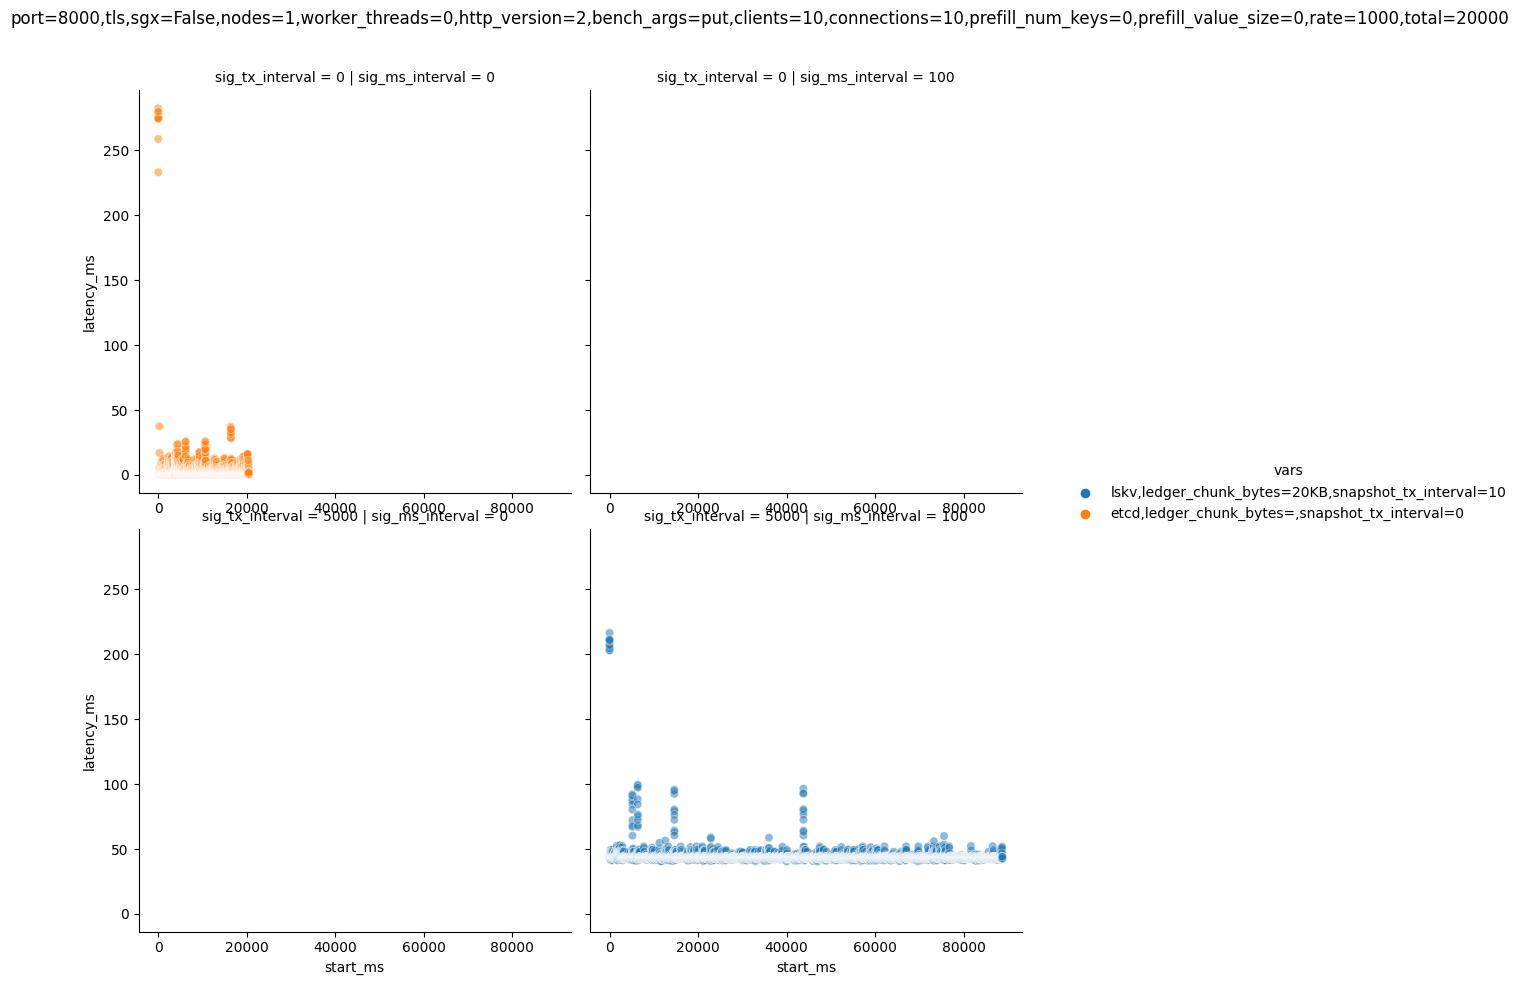 port=8000,tls,sgx=False,nodes=1,worker_threads=0,http_version=2,bench_args=put,clients=10,connections=10,prefill_num_keys=0,prefill_value_size=0,rate=1000,total=20000
sig_tx_interval = 0 | sig_ms_interval = 0
sig_tx_interval = 0 | sig_ms_interval = 100
250
200
150
100
50
0
latency_ms
0 20000 40000 60000 80000
0 20000 40000 60000 80000
sig_tx_interval = 5000 | sig_ms_interval = 0
sig_tx_interval = 5000 | sig_ms_interval = 100
250
200
150
100
50
0
latency_ms
0 20000 40000 60000 80000
start_ms
0 20000 40000 60000 80000
start_ms
vars
lskv,ledger_chunk_bytes=20KB,snapshot_tx_interval=10
etcd,ledger_chunk_bytes=,snapshot_tx_interval=0